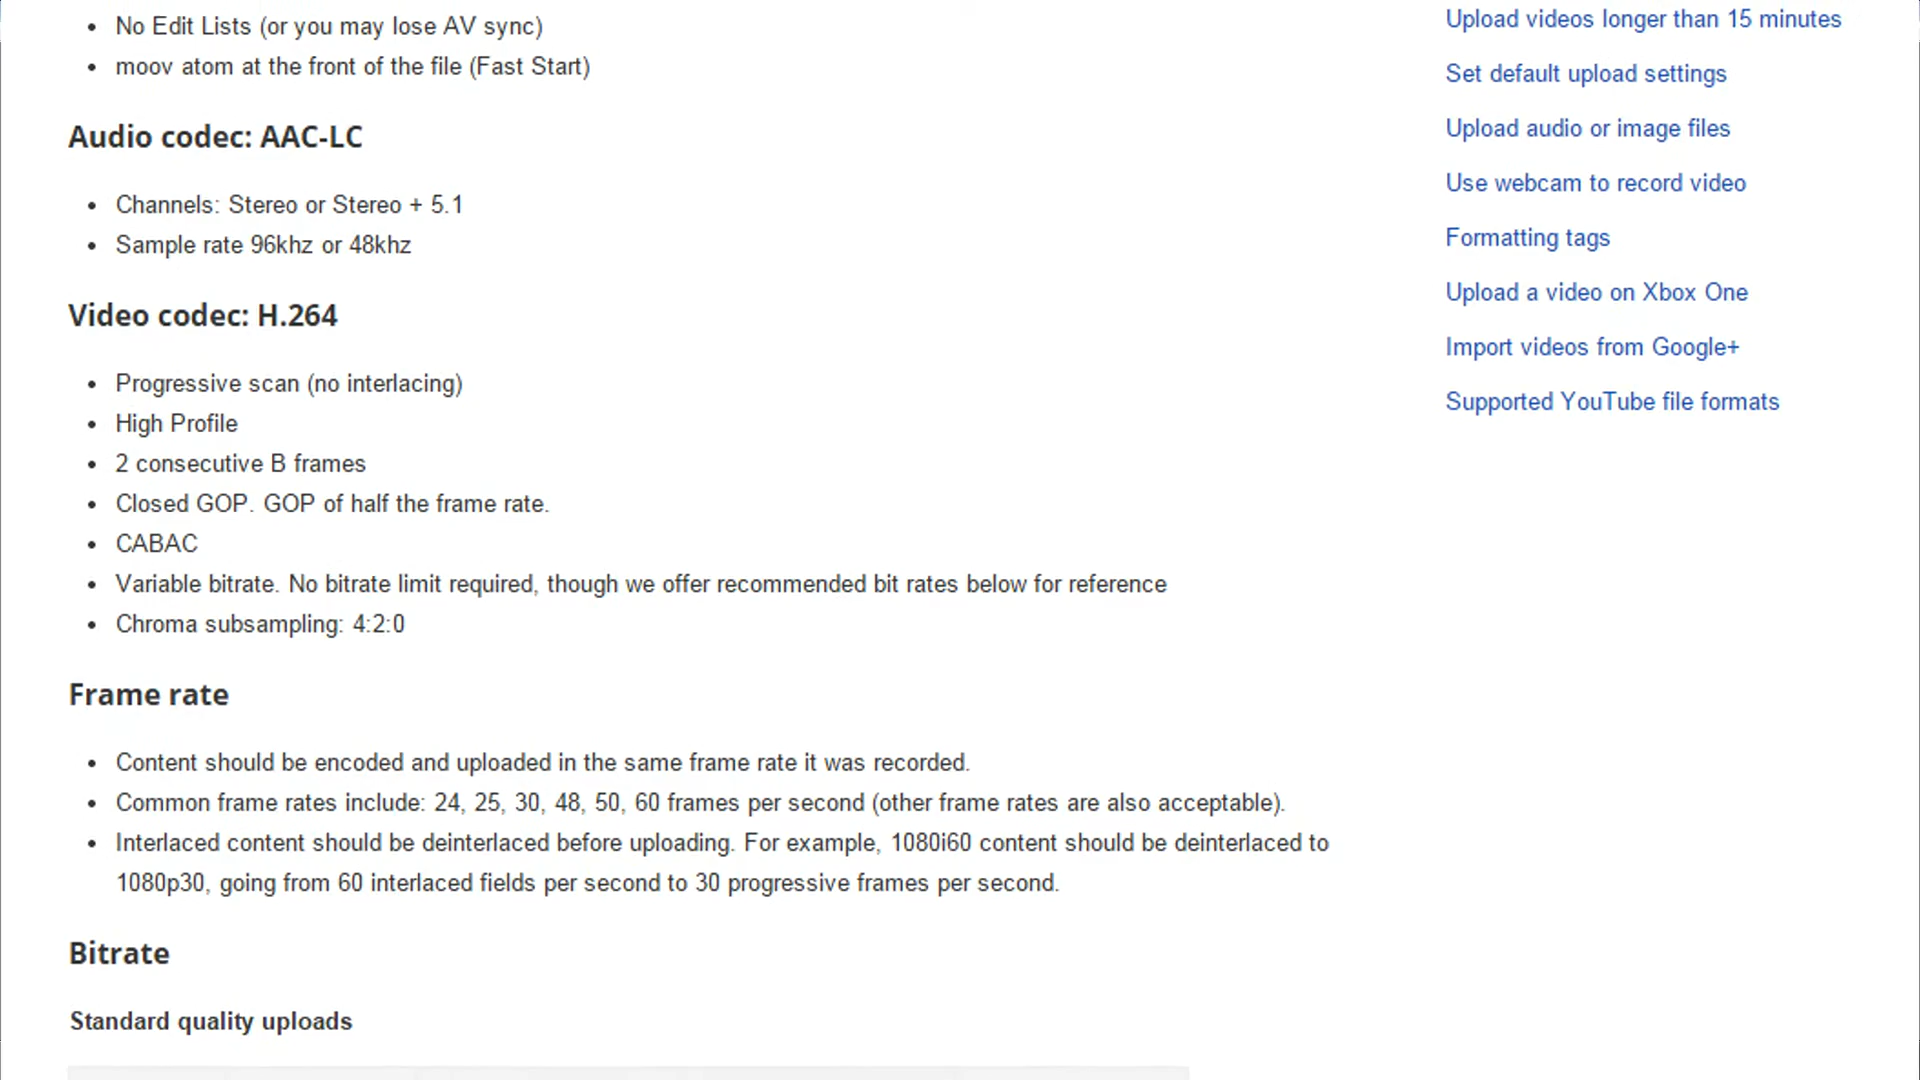 No Edit Lists (or you may lose AV sync)
moov atom at the front of the file (Fast Start)
Audio codec: AAC-LC
Channels: Stereo or Stereo + 5.1
Sample rate 96khz or 48khz
Video codec: H.264
Progressive scan (no interlacing)
High Profile
2 consecutive B frames
Closed GOP. GOP of half the frame rate.
CABAC
Variable bitrate. No bitrate limit required, though we offer recommended bit rates below for reference
Chroma subsampling: 4:2:0
Frame rate
Content should be encoded and uploaded in the same frame rate it was recorded.
Common frame rates include: 24, 25, 30, 48, 50, 60 frames per second (other frame rates are also acceptable).
Interlaced content should be deinterlaced before uploading. For example, 1080i60 content should be deinterlaced to
1080p30, going from 60 interlaced fields per second to 30 progressive frames per second.
Bitrate
Standard quality uploads
Upload videos longer than 15 minutes
Set default upload settings
Upload audio or image files
Use webcam to record video
Formatting tags
Upload a video on Xbox One
Import videos from Google+
Supported YouTube file formats